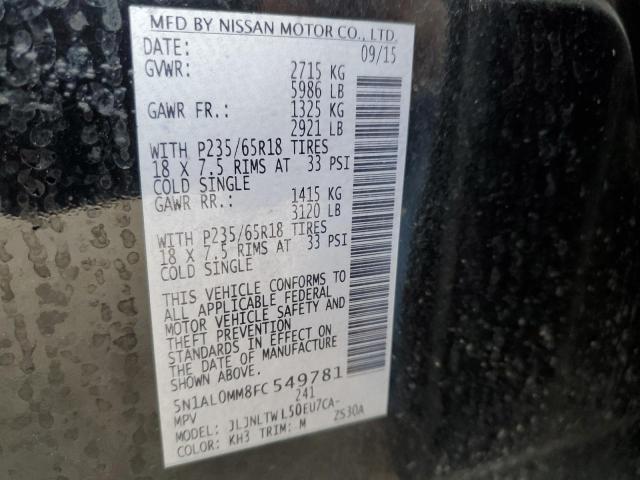 MFD BY NISSAN MOTOR CO., LTD.
DATE: 09/15
GVWR: 2715 KG
5986 LB
GAWR FR.: 1325 KG
2921 LB
WITH P235/65R18 TIRES
18 X 7.5 RIMS AT 33 PSI
COLD SINGLE
GAWR RR.: 1415 KG
3120 LB
WITH P235/65R18 TIRES
18 X 7.5 RIMS AT 33 PSI
COLD SINGLE
THIS VEHICLE CONFORMS TO
ALL APPLICABLE FEDERAL
MOTOR VEHICLE SAFETY AND
THEFT PREVENTION
STANDARDS IN EFFECT ON
THE DATE OF MANUFACTURE
SHOWN ABOVE.
5N1AL0MM8FC549781
MPV 241
MODEL: JLJNLTWL50EU7CA-
COLOR: KH3 TRIM: M ZS30A